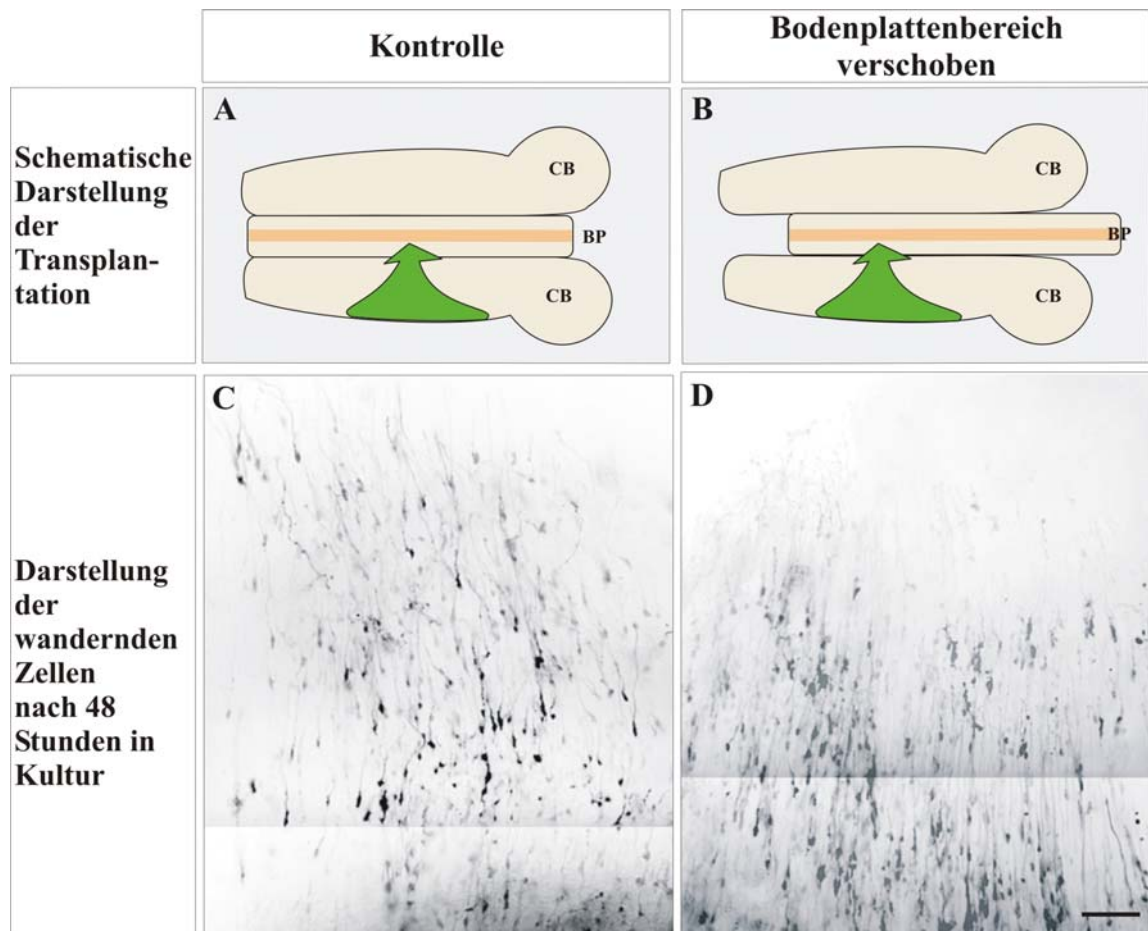 Kontrolle
Bodenplattenbereich
verschoben
Schematische
Darstellung
der
Transplan-
tation
A
CB
BP
CB
B
CB
BP
CB
Darstellung
der
wandernden
Zellen
nach 48
Stunden in
Kultur
C
D